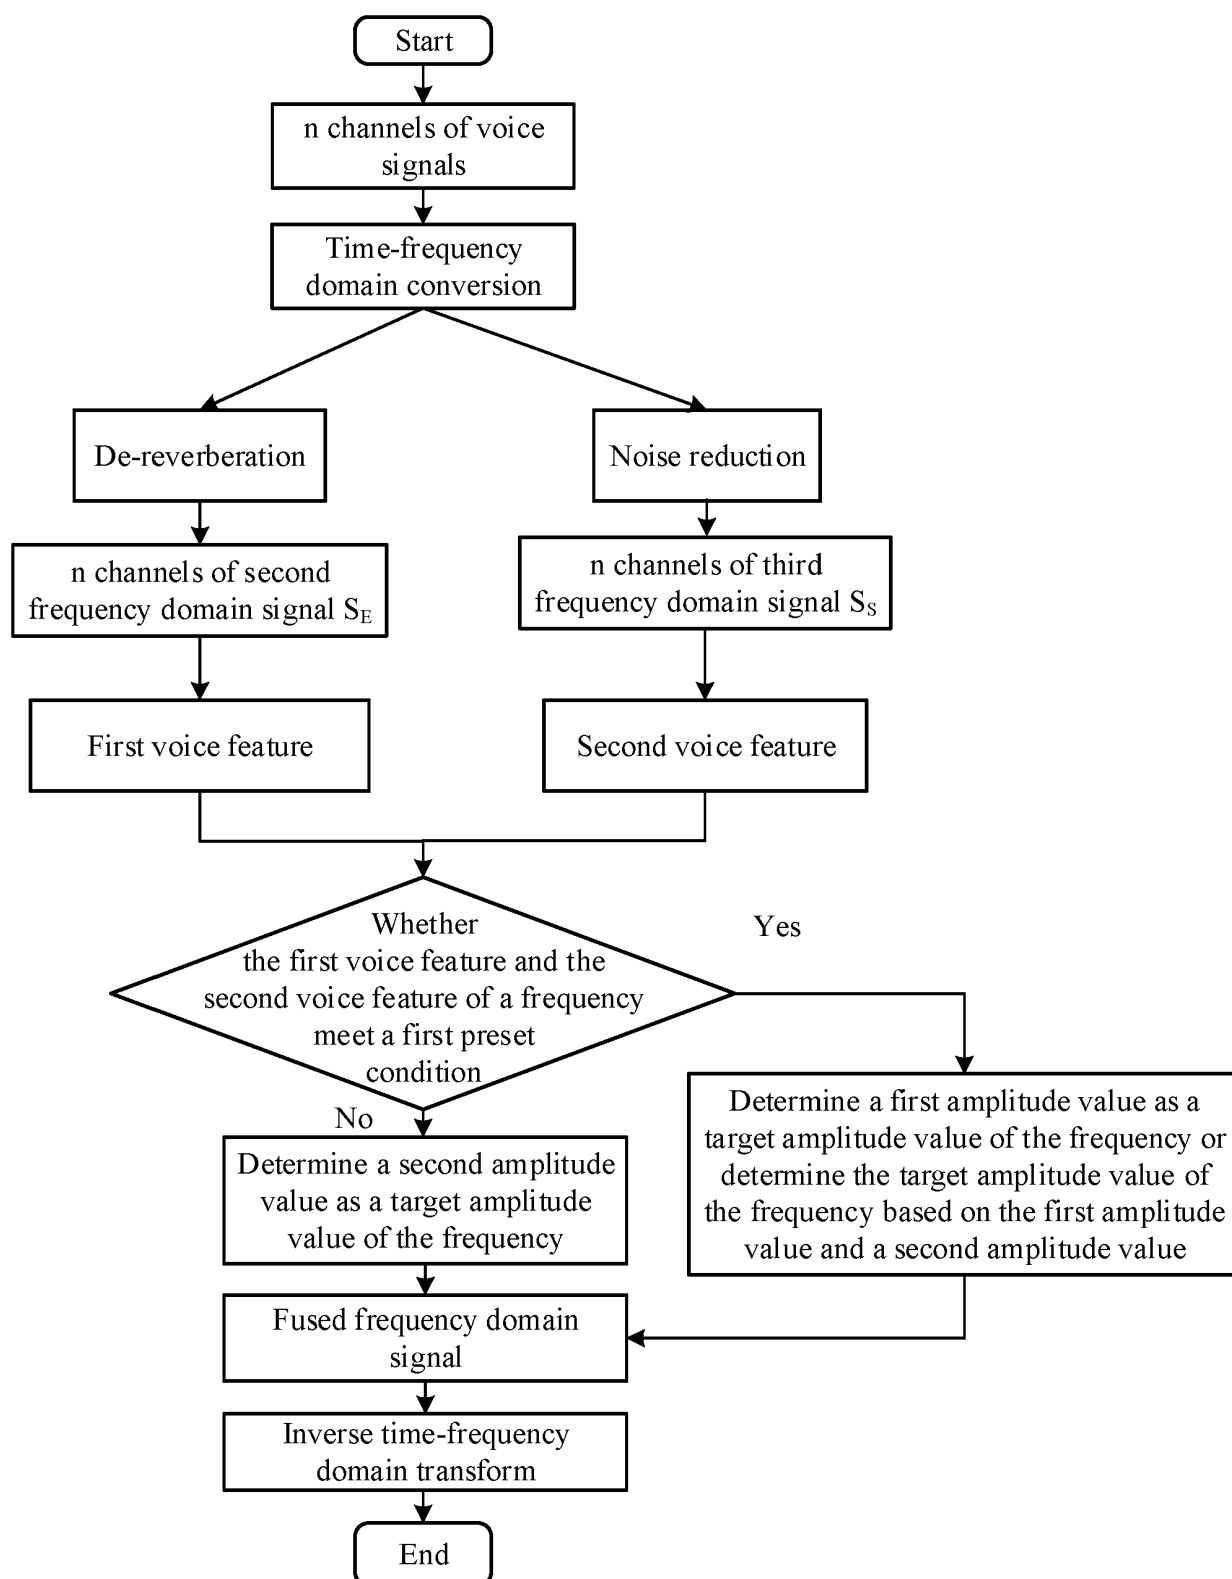 Start
n channels of voice
signals
Time-frequency
domain conversion
De-reverberation
Noise reduction
n channels of second
frequency domain signal S_E
n channels of third
frequency domain signal S_S
First voice feature
Second voice feature
Whether
the first voice feature and the
second voice feature of a frequency
meet a first preset
condition
Yes
No
Determine a second amplitude
value as a target amplitude
value of the frequency
Determine a first amplitude value as a
target amplitude value of the frequency or
determine the target amplitude value of
the frequency based on the first amplitude
value and a second amplitude value
Fused frequency domain
signal
Inverse time-frequency
domain transform
End